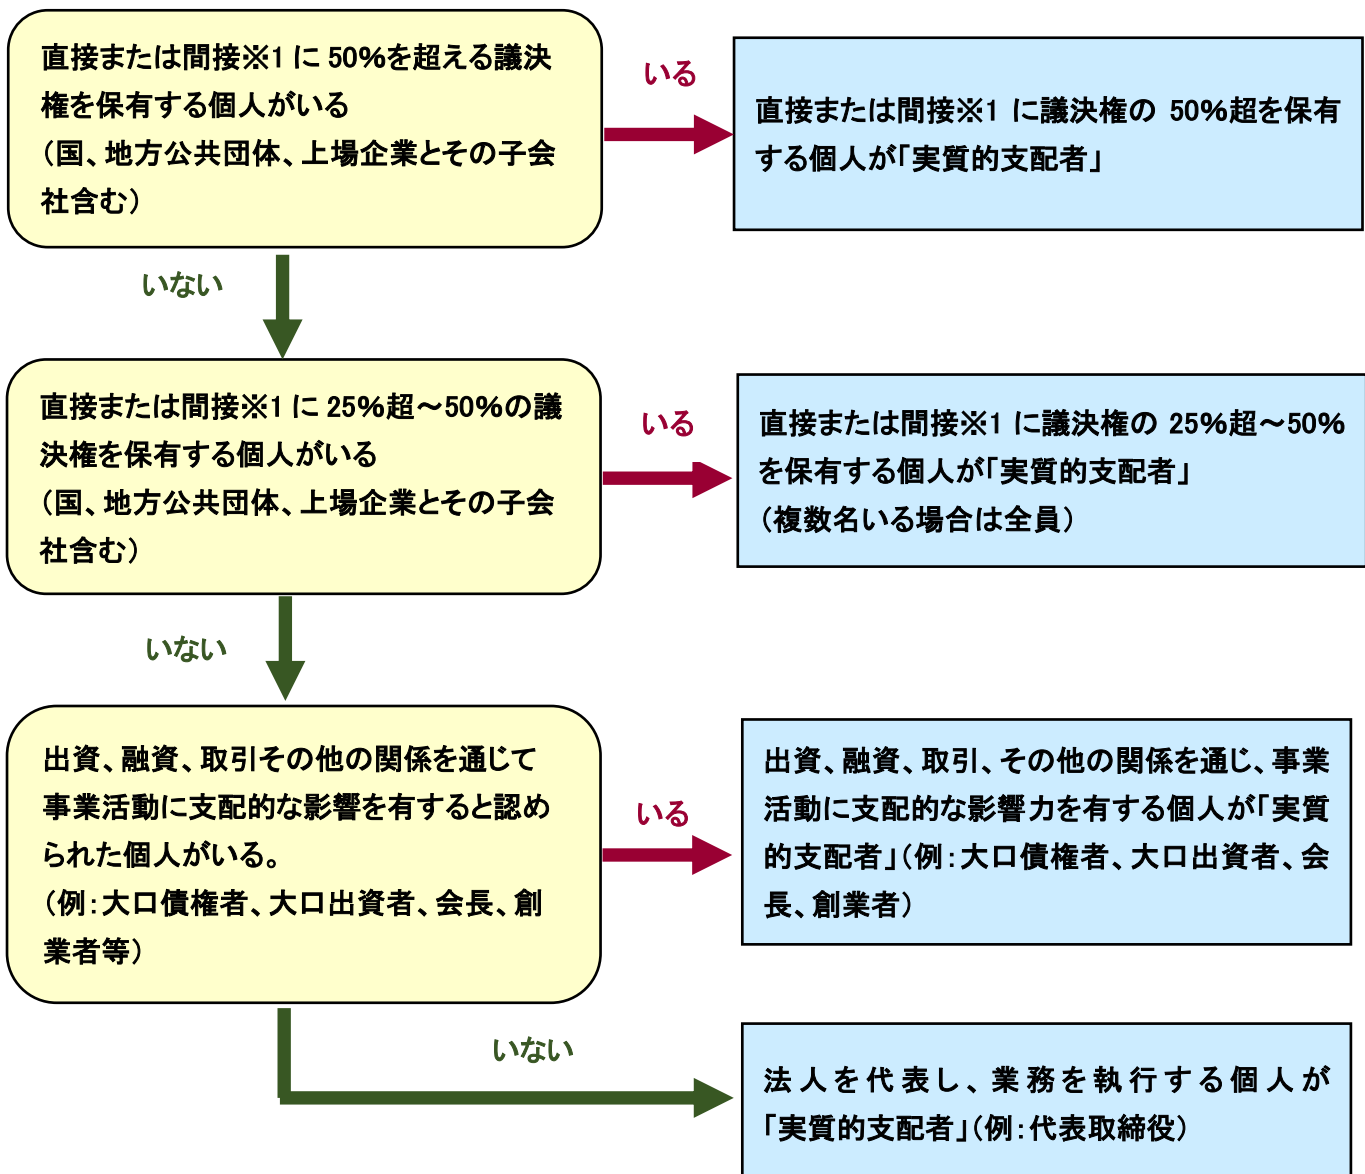 直接または間接※1 に 50%を超える議決
権を保有する個人がいる
（国、地方公共団体、上場企業とその子会
社含む）
いる
直接または間接※1 に議決権の 50%超を保有
する個人が「実質的支配者」
いない
直接または間接※1 に 25%超～50%の議
決権を保有する個人がいる
（国、地方公共団体、上場企業とその子会
社含む）
いる
直接または間接※1 に議決権の 25%超～50%
を保有する個人が「実質的支配者」
（複数名いる場合は全員）
いない
出資、融資、取引その他の関係を通じて
事業活動に支配的な影響を有すると認め
られた個人がいる。
（例：大口債権者、大口出資者、会長、創
業者等）
いる
出資、融資、取引、その他の関係を通じ、事業
活動に支配的な影響力を有する個人が「実質
的支配者」（例：大口債権者、大口出資者、会
長、創業者）
いない
法人を代表し、業務を執行する個人が
「実質的支配者」（例：代表取締役）